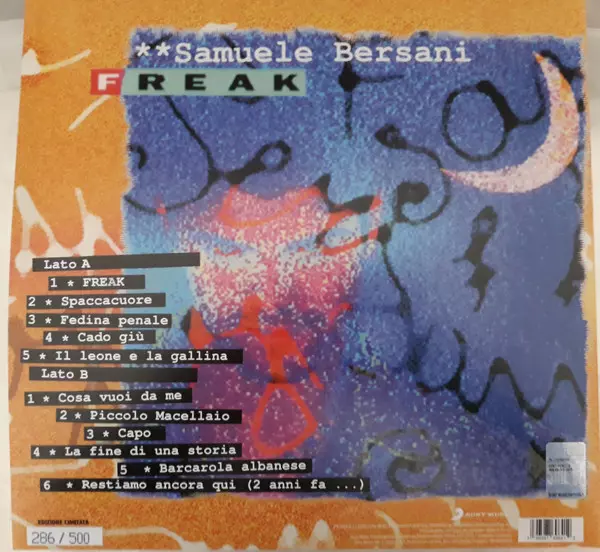 **Samuele Bersani
FREAK
Lato A
1 * FREAK
2 * Spaccacuore
3 * Fedina penale
4 * Cado giù
5 * Il leone e la gallina
Lato B
1 * Cosa vuoi da me
2 * Piccolo Macellaio
3 * Capo
4 * La fine di una storia
5 * Barcarola albanese
6 * Restiamo ancora qui (2 anni fa ...)
EDIZIONE LIMITATA
286 / 500
SONY MUSIC